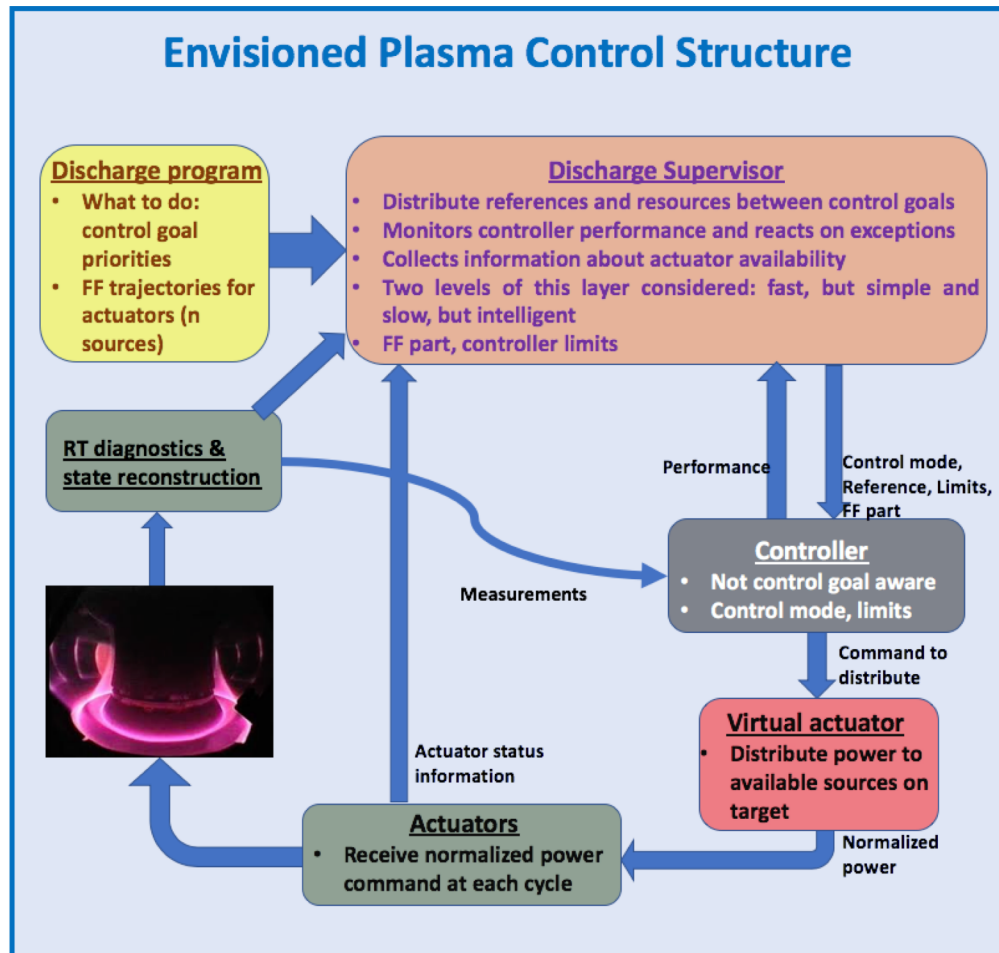 Envisioned Plasma Control Structure
Discharge program
• What to do:
control goal
priorities
• FF trajectories for
actuators (n
sources)
Discharge Supervisor
• Distribute references and resources between control goals
• Monitors controller performance and reacts on exceptions
• Collects information about actuator availability
• Two levels of this layer considered: fast, but simple and
slow, but intelligent
• FF part, controller limits
RT diagnostics &
state reconstruction
Performance
Control mode,
Reference, Limits,
FF part
Controller
• Not control goal aware
• Control mode, limits
Measurements
Command to
distribute
Virtual actuator
• Distribute power to
available sources on
target
Actuator status
information
Actuators
• Receive normalized power
command at each cycle
Normalized
power